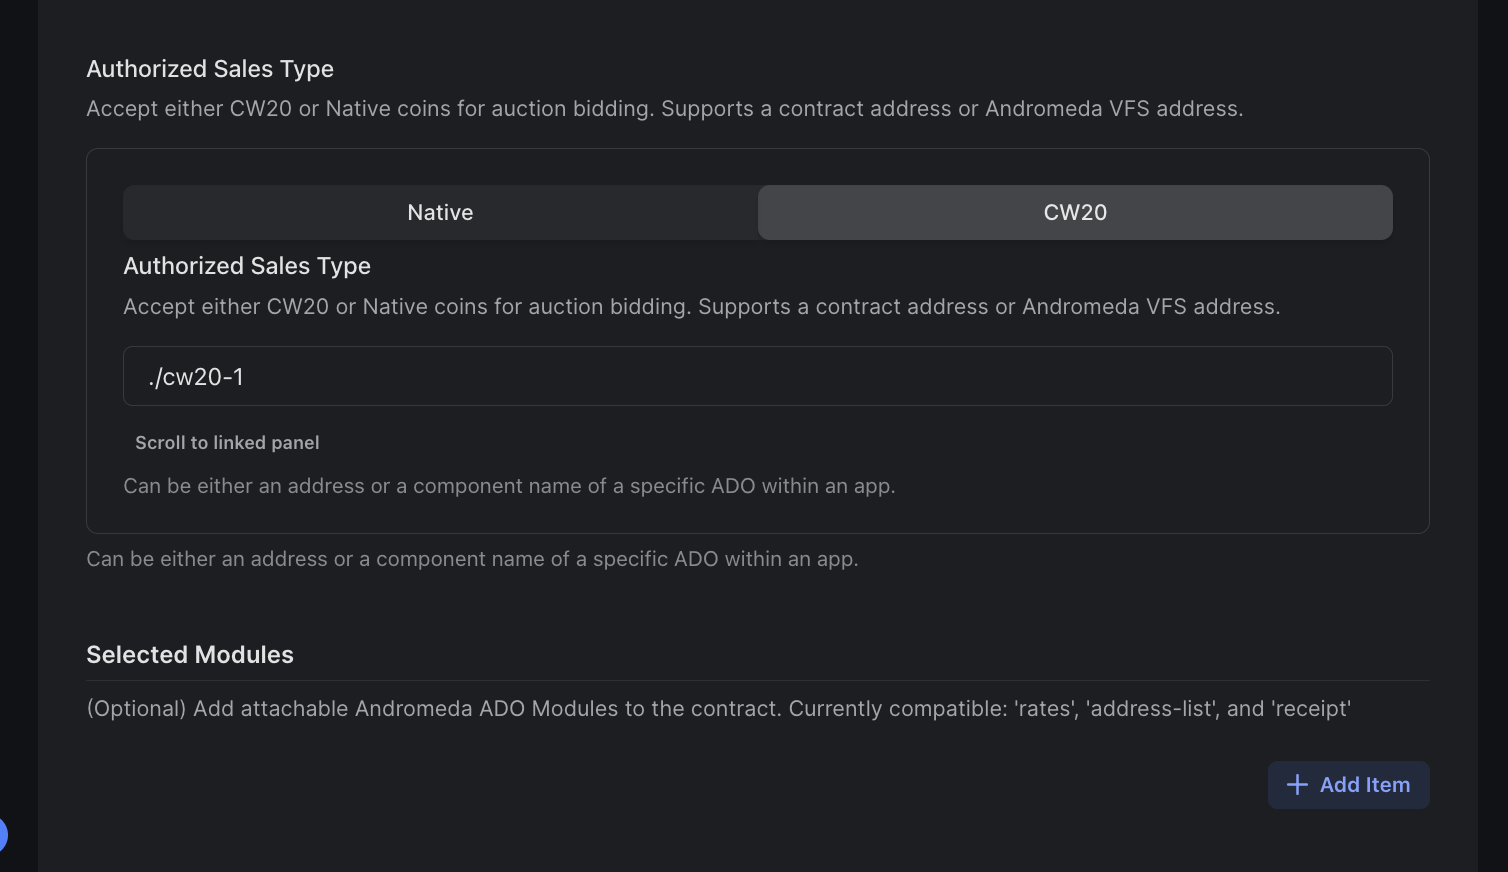 Authorized Sales Type
Accept either CW20 or Native coins for auction bidding. Supports a contract address or Andromeda VFS address.
Native
CW20
Authorized Sales Type
Accept either CW20 or Native coins for auction bidding. Supports a contract address or Andromeda VFS address.
./cw20-1
Scroll to linked panel
Can be either an address or a component name of a specific ADO within an app.
Can be either an address or a component name of a specific ADO within an app.
Selected Modules
(Optional) Add attachable Andromeda ADO Modules to the contract. Currently compatible: 'rates', 'address-list', and 'receipt'
Add Item